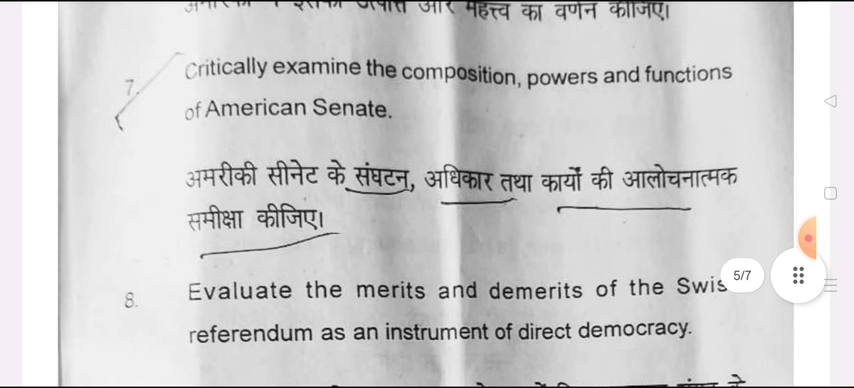 महत्त्व का वर्णन कीजिए।
7.
Critically examine the composition, powers and functions
of American Senate.
अमरीकी सीनेट के संघटन, अधिकार तथा कार्यों की आलोचनात्मक
समीक्षा कीजिए।
5/7
8.
Evaluate the merits and demerits of the Swis
referendum as an instrument of direct democracy.